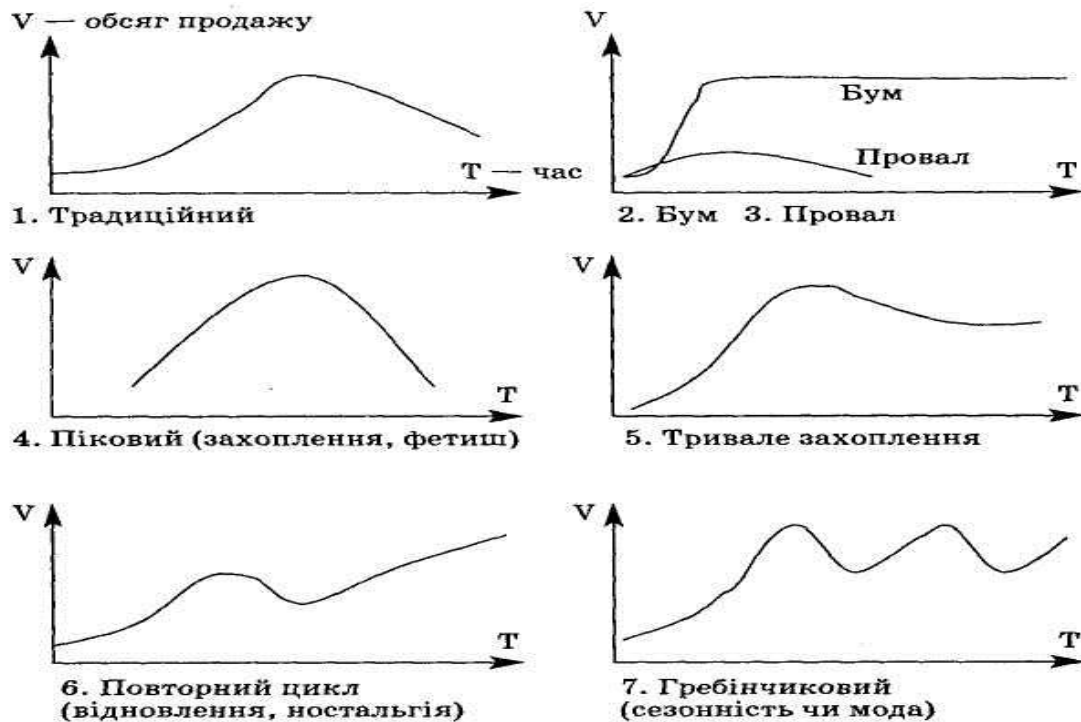 V — обсяг продажу
T — час
1. Традиційний
V
Бум
Провал
T
2. Бум 3. Провал
V
T
4. Піковий (захоплення, фетиш)
V
T
5. Тривале захоплення
V
T
6. Повторний цикл
(відновлення, ностальгія)
V
T
7. Гребінчиковий
(сезонність чи мода)